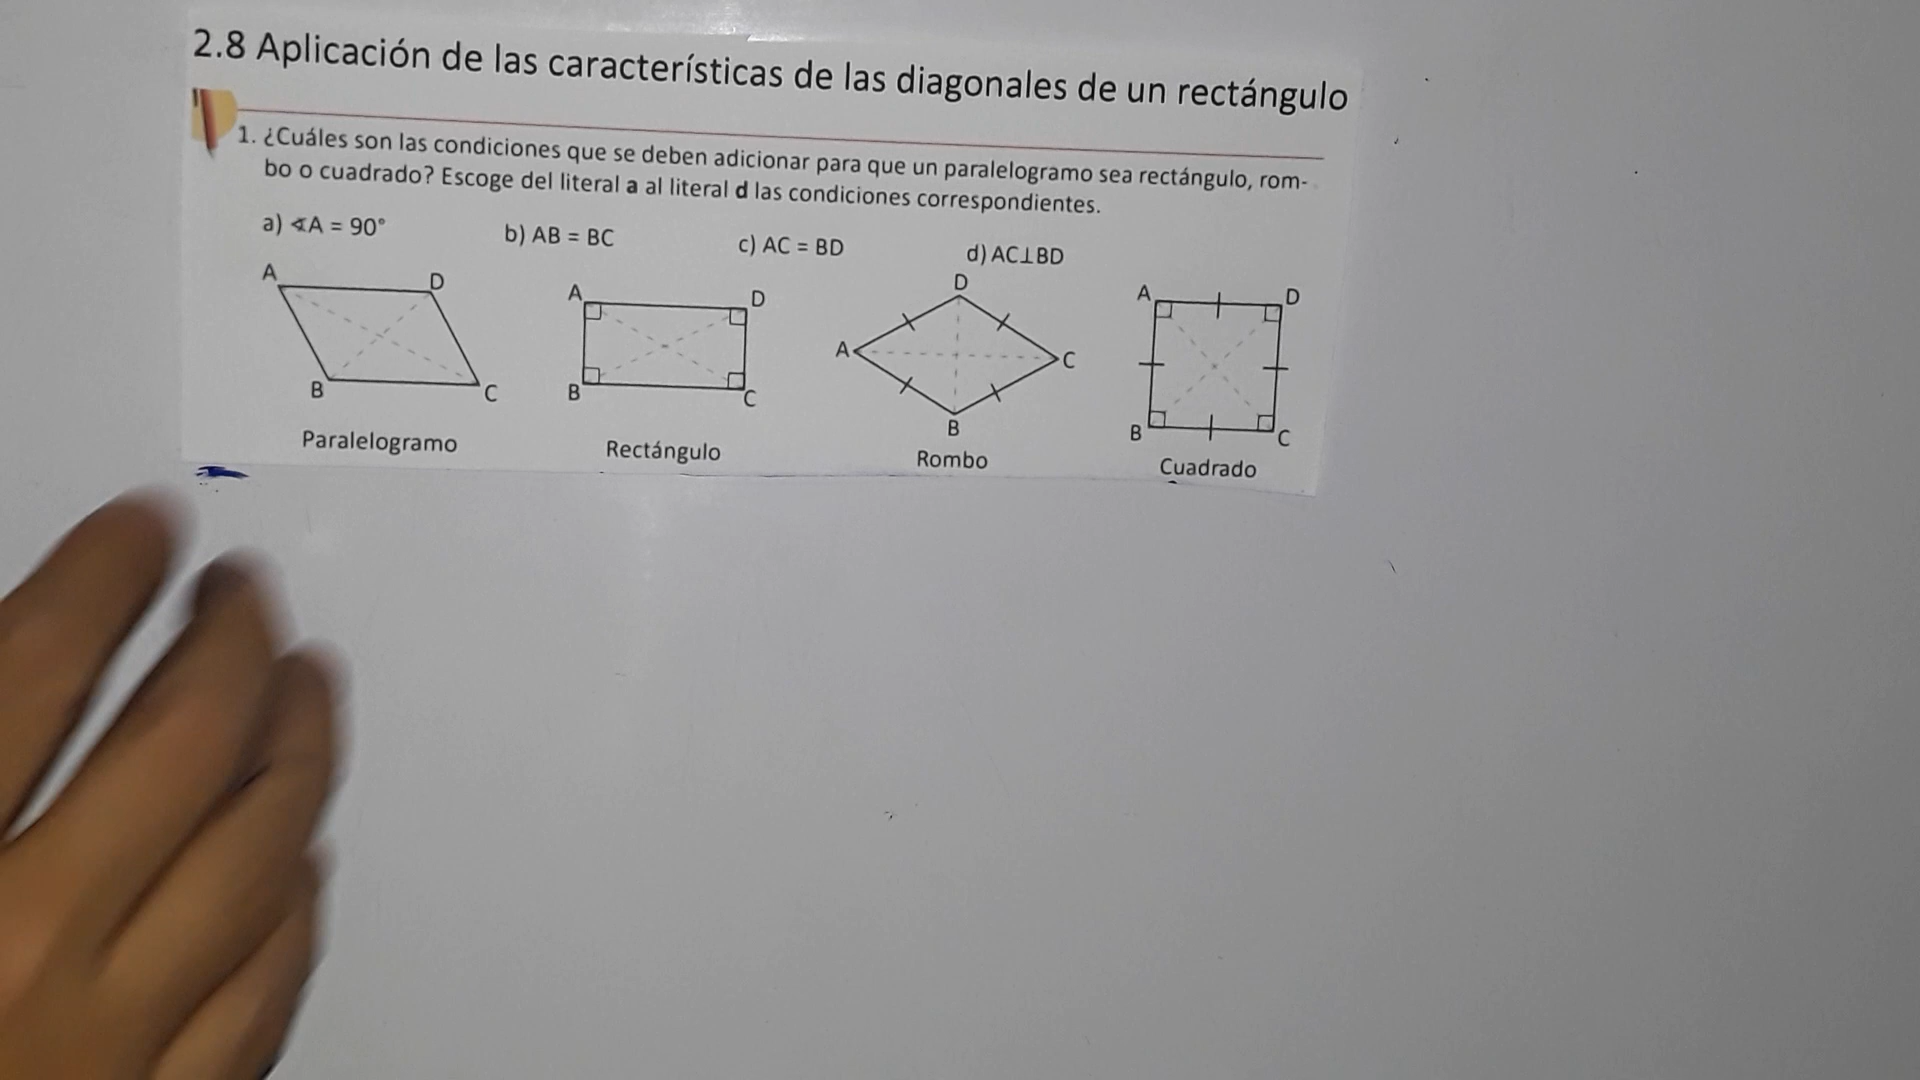 2.8 Aplicación de las características de las diagonales de un rectángulo
1. ¿Cuáles son las condiciones que se deben adicionar para que un paralelogramo sea rectángulo, rom-
bo o cuadrado? Escoge del literal a al literal d las condiciones correspondientes.
a) ∢A = 90° b) AB = BC c) AC = BD d) AC⊥BD
A D B C
Paralelogramo
A D B C
Rectángulo
D A C B
Rombo
A D B C
Cuadrado